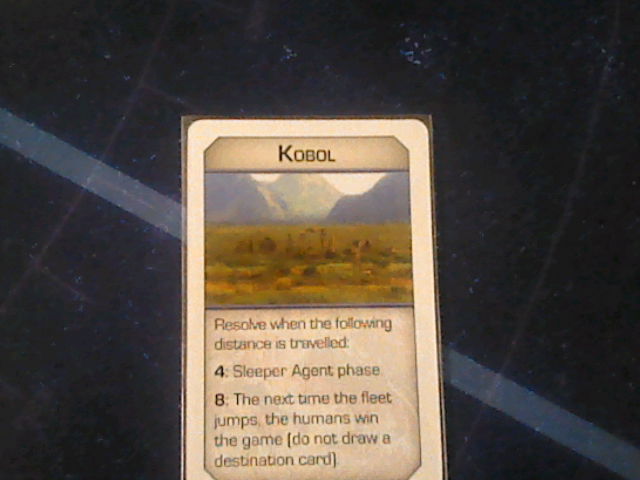 KOBOL
Resolve when the following
distance is travelled:
4: Sleeper Agent phase
8: The next time the fleet
jumps, the humans win
the game (do not draw a
destination card).